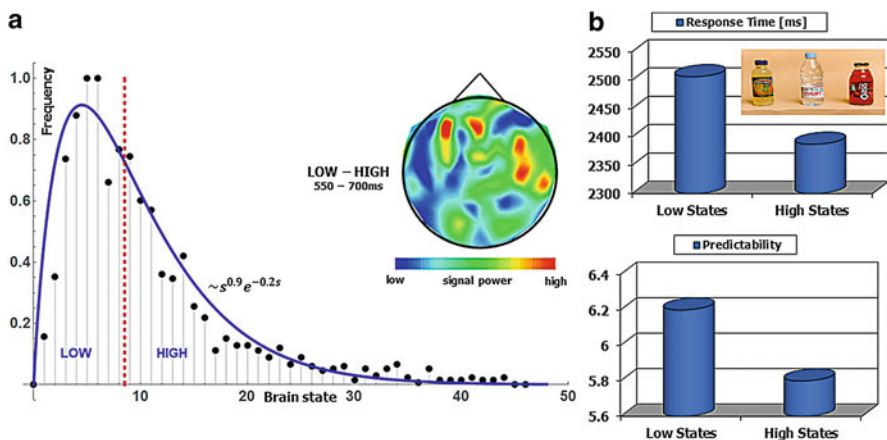 a
Frequency
1.0
0.8
0.6
0.4
0.2
LOW
HIGH
~s^0.9 e^−0.2s
10
20
30
40
50
Brain state
LOW – HIGH
550 – 700ms
low
signal power
high
b
Response Time [ms]
2550
2500
2450
2400
2350
2300
Low States
High States
Predictability
6.4
6.2
6
5.8
5.6
Low States
High States